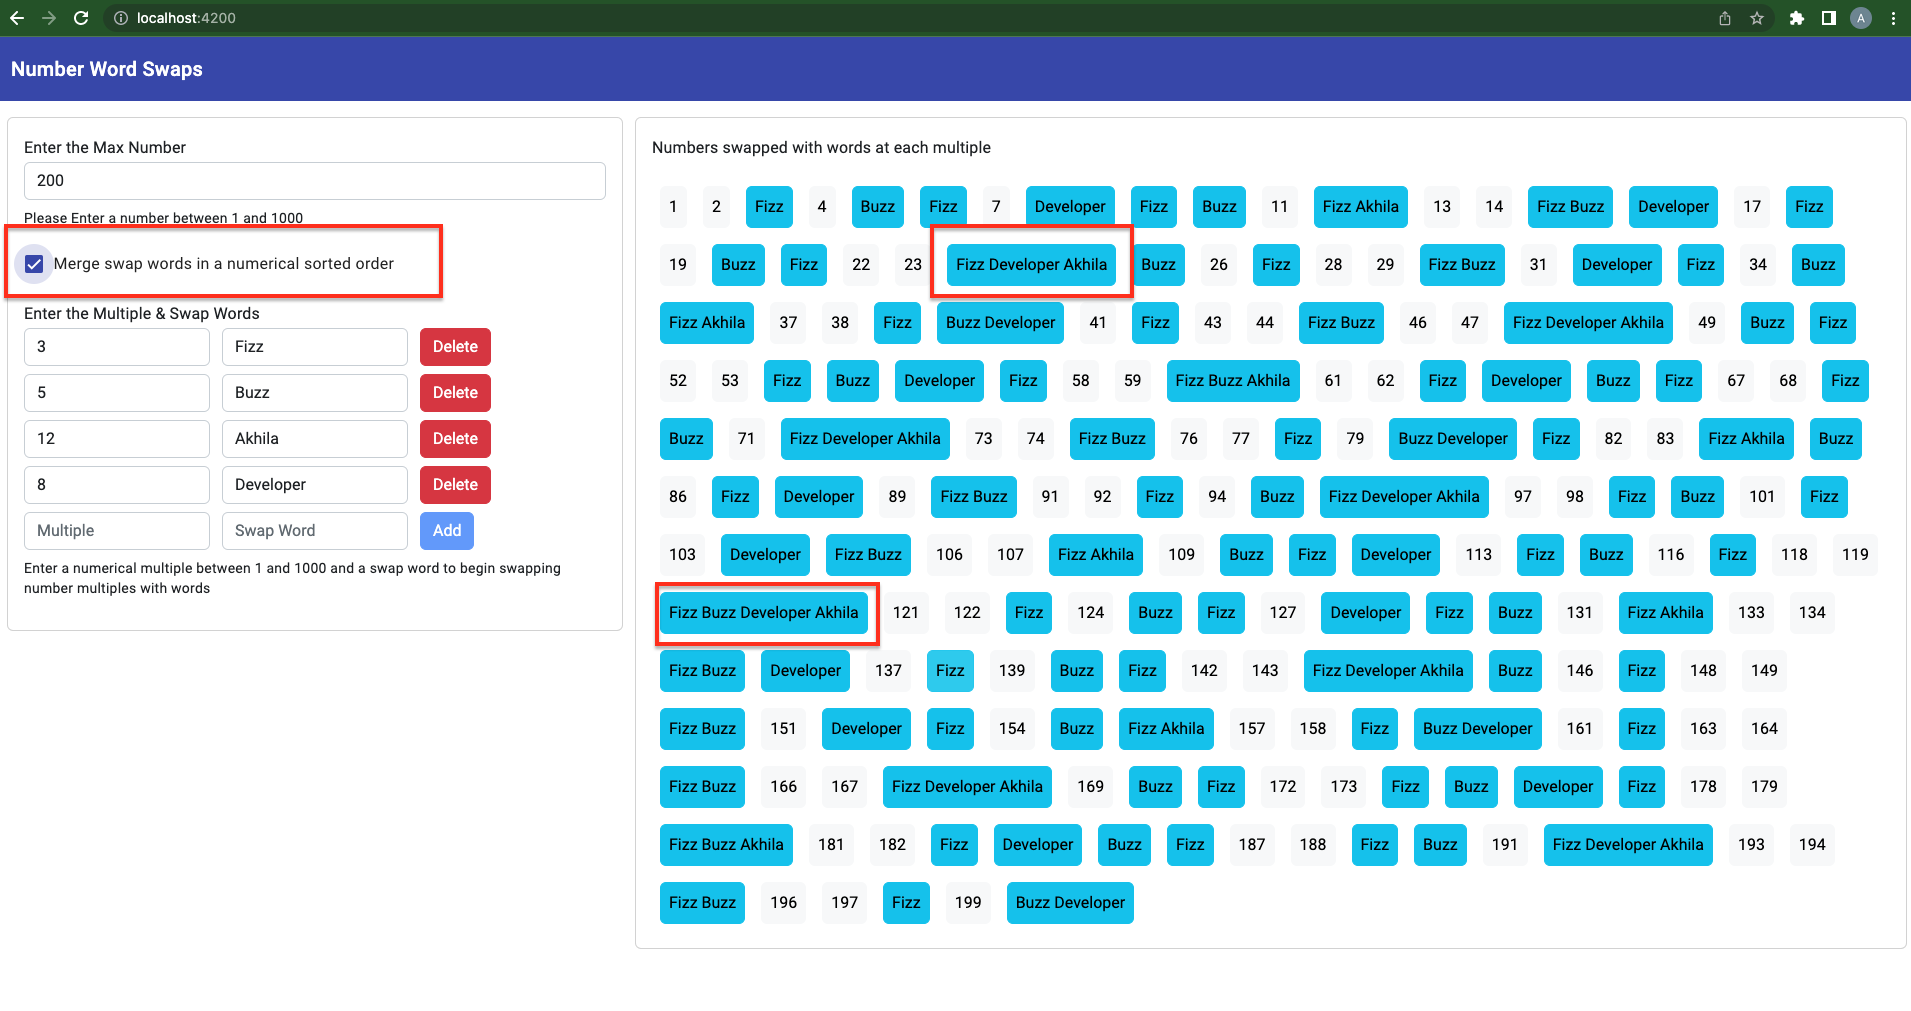 localhost:4200
A
Number Word Swaps
Enter the Max Number
200
Please Enter a number between 1 and 1000
Merge swap words in a numerical sorted order
Enter the Multiple & Swap Words
3 Fizz Delete
5 Buzz Delete
12 Akhila Delete
8 Developer Delete
Multiple Swap Word Add
Enter a numerical multiple between 1 and 1000 and a swap word to begin swapping
number multiples with words
Numbers swapped with words at each multiple
1 2 Fizz 4 Buzz Fizz 7 Developer Fizz Buzz 11 Fizz Akhila 13 14 Fizz Buzz Developer 17 Fizz
19 Buzz Fizz 22 23 Fizz Developer Akhila Buzz 26 Fizz 28 29 Fizz Buzz 31 Developer Fizz 34 Buzz
Fizz Akhila 37 38 Fizz Buzz Developer 41 Fizz 43 44 Fizz Buzz 46 47 Fizz Developer Akhila 49 Buzz Fizz
52 53 Fizz Buzz Developer Fizz 58 59 Fizz Buzz Akhila 61 62 Fizz Developer Buzz Fizz 67 68 Fizz
Buzz 71 Fizz Developer Akhila 73 74 Fizz Buzz 76 77 Fizz 79 Buzz Developer Fizz 82 83 Fizz Akhila Buzz
86 Fizz Developer 89 Fizz Buzz 91 92 Fizz 94 Buzz Fizz Developer Akhila 97 98 Fizz Buzz 101 Fizz
103 Developer Fizz Buzz 106 107 Fizz Akhila 109 Buzz Fizz Developer 113 Fizz Buzz 116 Fizz 118 119
Fizz Buzz Developer Akhila 121 122 Fizz 124 Buzz Fizz 127 Developer Fizz Buzz 131 Fizz Akhila 133 134
Fizz Buzz Developer 137 Fizz 139 Buzz Fizz 142 143 Fizz Developer Akhila Buzz 146 Fizz 148 149
Fizz Buzz 151 Developer Fizz 154 Buzz Fizz Akhila 157 158 Fizz Buzz Developer 161 Fizz 163 164
Fizz Buzz 166 167 Fizz Developer Akhila 169 Buzz Fizz 172 173 Fizz Buzz Developer Fizz 178 179
Fizz Buzz Akhila 181 182 Fizz Developer Buzz Fizz 187 188 Fizz Buzz 191 Fizz Developer Akhila 193 194
Fizz Buzz 196 197 Fizz 199 Buzz Developer